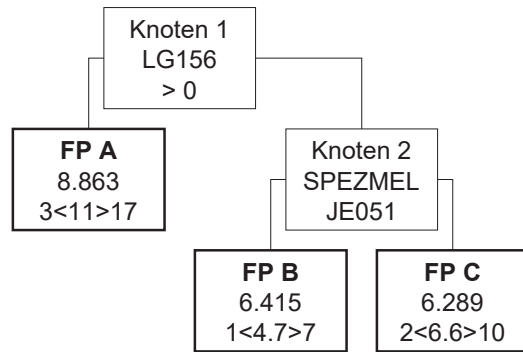 Knoten 1
LG156
> 0
FP A
8.863
3<11>17
Knoten 2
SPEZMEL
JE051
FP B
6.415
1<4.7>7
FP C
6.289
2<6.6>10